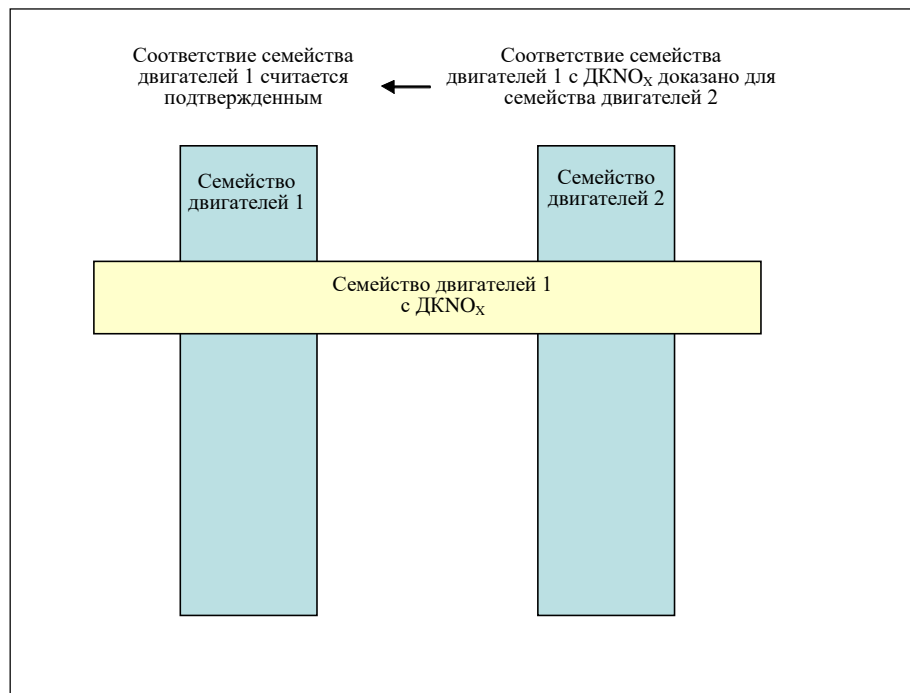 Соответствие семейства
двигателей 1 считается
подтвержденным
Соответствие семейства
двигателей 1 с ДКNOX доказано для
семейства двигателей 2
Семейство
двигателей 1
Семейство
двигателей 2
Семейство двигателей 1
с ДКNOX